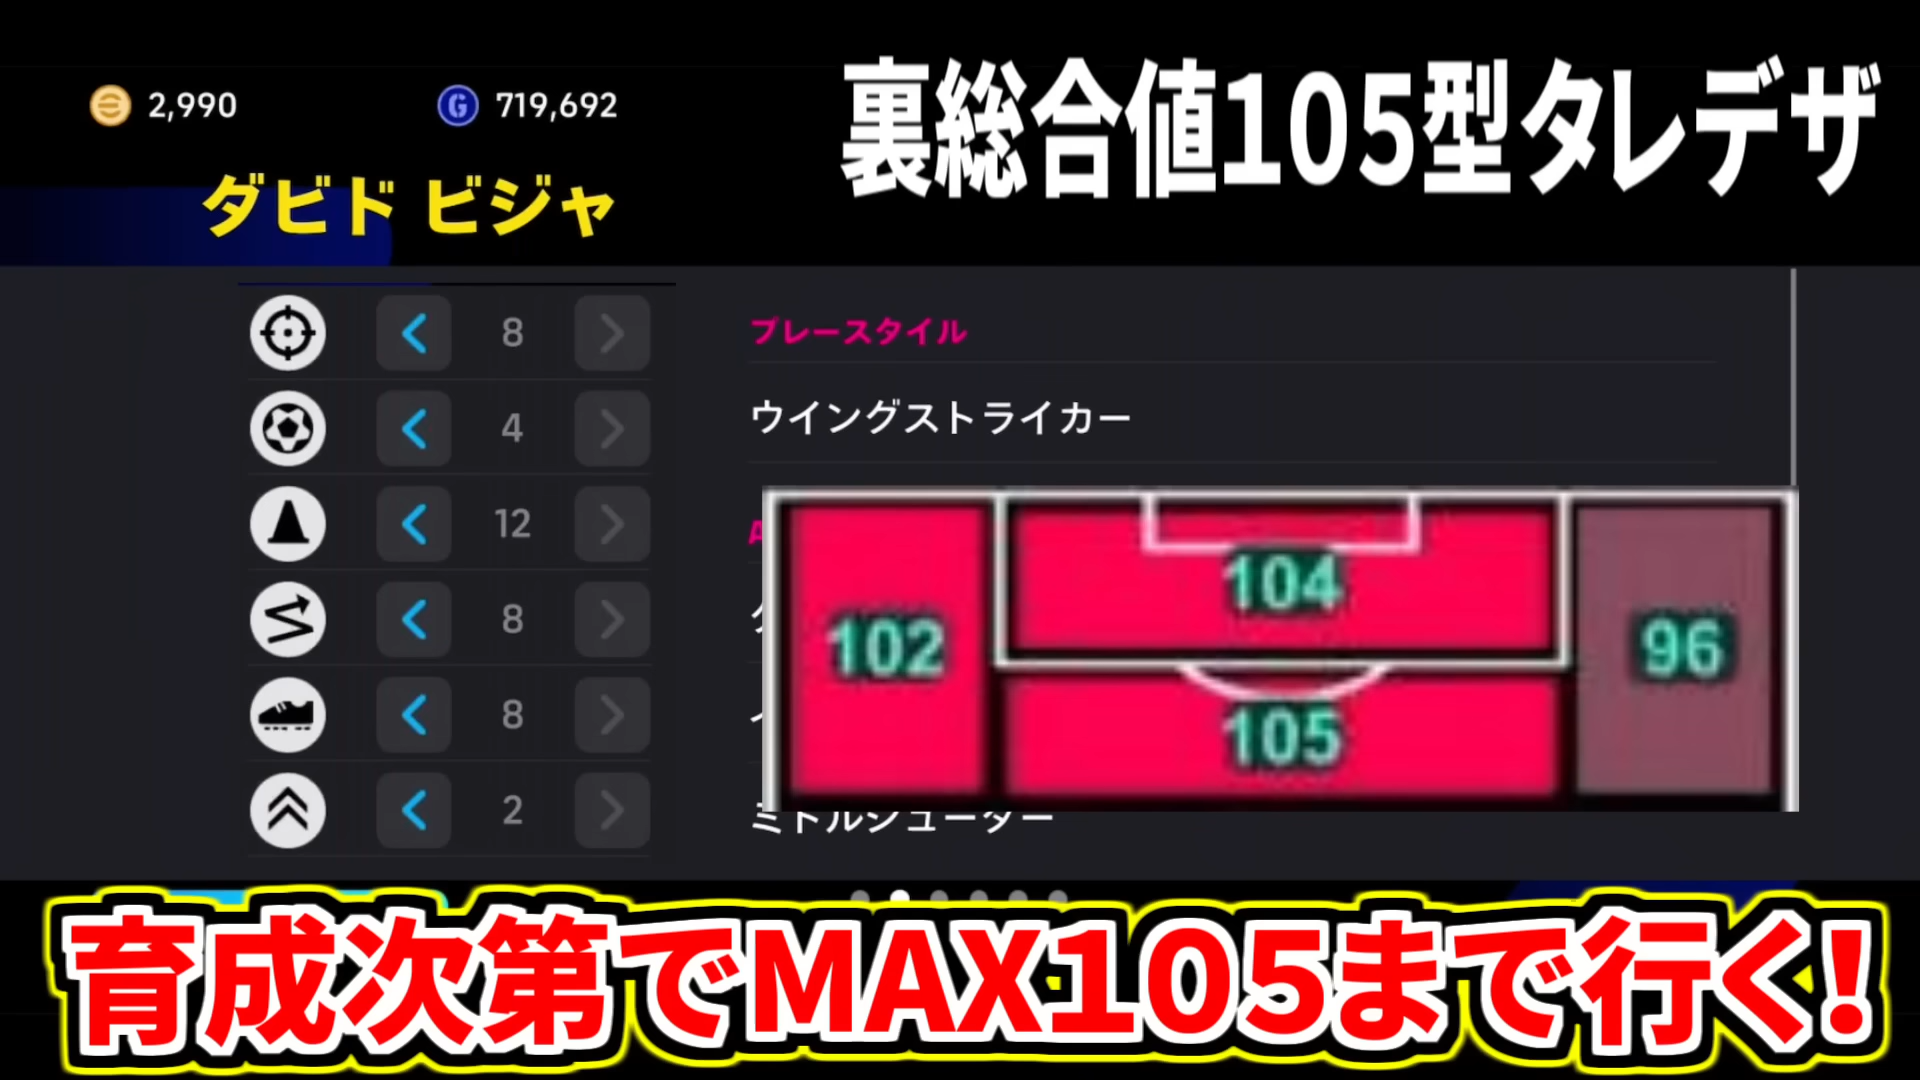 2,990
719,692
裏総合値105型タレデザ
ダビド ビジャ
8
4
12
8
8
2
プレースタイル
ウイングストライカー
102
104
96
105
ミドルシューター
育成次第でMAX105まで行く!